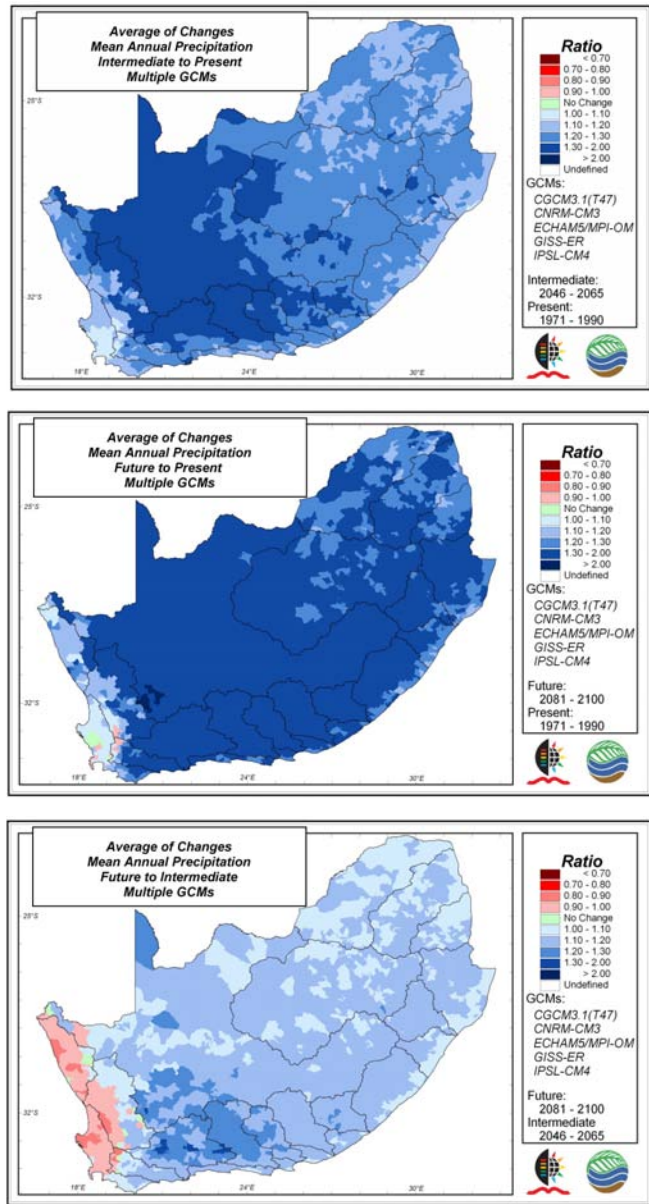 Average of Changes
Mean Annual Precipitation
Intermediate to Present
Multiple GCMs
28°S
32°S
18°E
24°E
30°E
Ratio
< 0.70
0.70 - 0.80
0.80 - 0.90
0.90 - 1.00
No Change
1.00 - 1.10
1.10 - 1.20
1.20 - 1.30
1.30 - 2.00
> 2.00
Undefined
GCMs:
CGCM3.1(T47)
CNRM-CM3
ECHAM5/MPI-OM
GISS-ER
IPSL-CM4
Intermediate:
2046 - 2065
Present:
1971 - 1990
Average of Changes
Mean Annual Precipitation
Future to Present
Multiple GCMs
28°S
32°S
18°E
24°E
30°E
Ratio
< 0.70
0.70 - 0.80
0.80 - 0.90
0.90 - 1.00
No Change
1.00 - 1.10
1.10 - 1.20
1.20 - 1.30
1.30 - 2.00
> 2.00
Undefined
GCMs:
CGCM3.1(T47)
CNRM-CM3
ECHAM5/MPI-OM
GISS-ER
IPSL-CM4
Future:
2081 - 2100
Present:
1971 - 1990
Average of Changes
Mean Annual Precipitation
Future to Intermediate
Multiple GCMs
28°S
32°S
18°E
24°E
30°E
Ratio
< 0.70
0.70 - 0.80
0.80 - 0.90
0.90 - 1.00
No Change
1.00 - 1.10
1.10 - 1.20
1.20 - 1.30
1.30 - 2.00
> 2.00
Undefined
GCMs:
CGCM3.1(T47)
CNRM-CM3
ECHAM5/MPI-OM
GISS-ER
IPSL-CM4
Future:
2081 - 2100
Intermediate
2046 - 2065